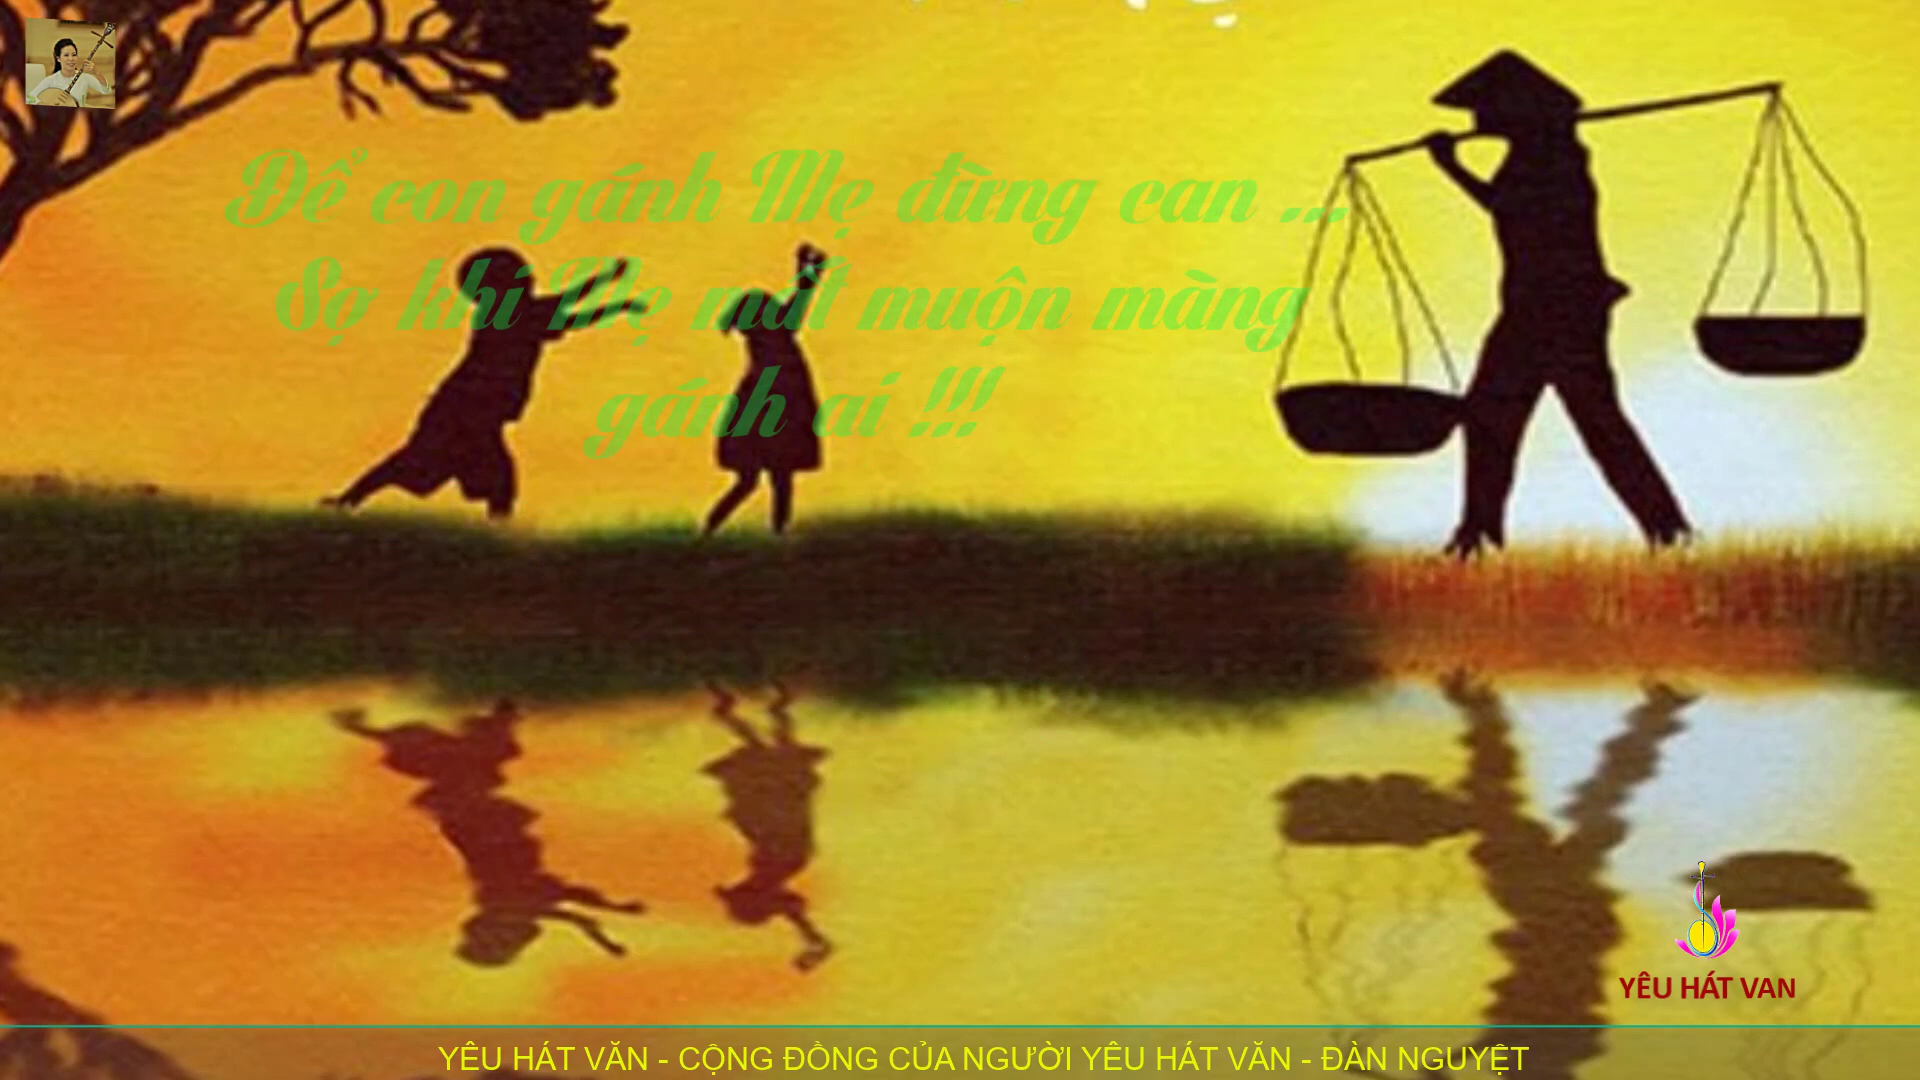 Để con gánh Mẹ đừng can ...
Sợ khi Mẹ mất muộn màng
gánh ai !!!
YÊU HÁT VAN
YÊU HÁT VĂN - CỘNG ĐỒNG CỦA NGƯỜI YÊU HÁT VĂN - ĐÀN NGUYỆT